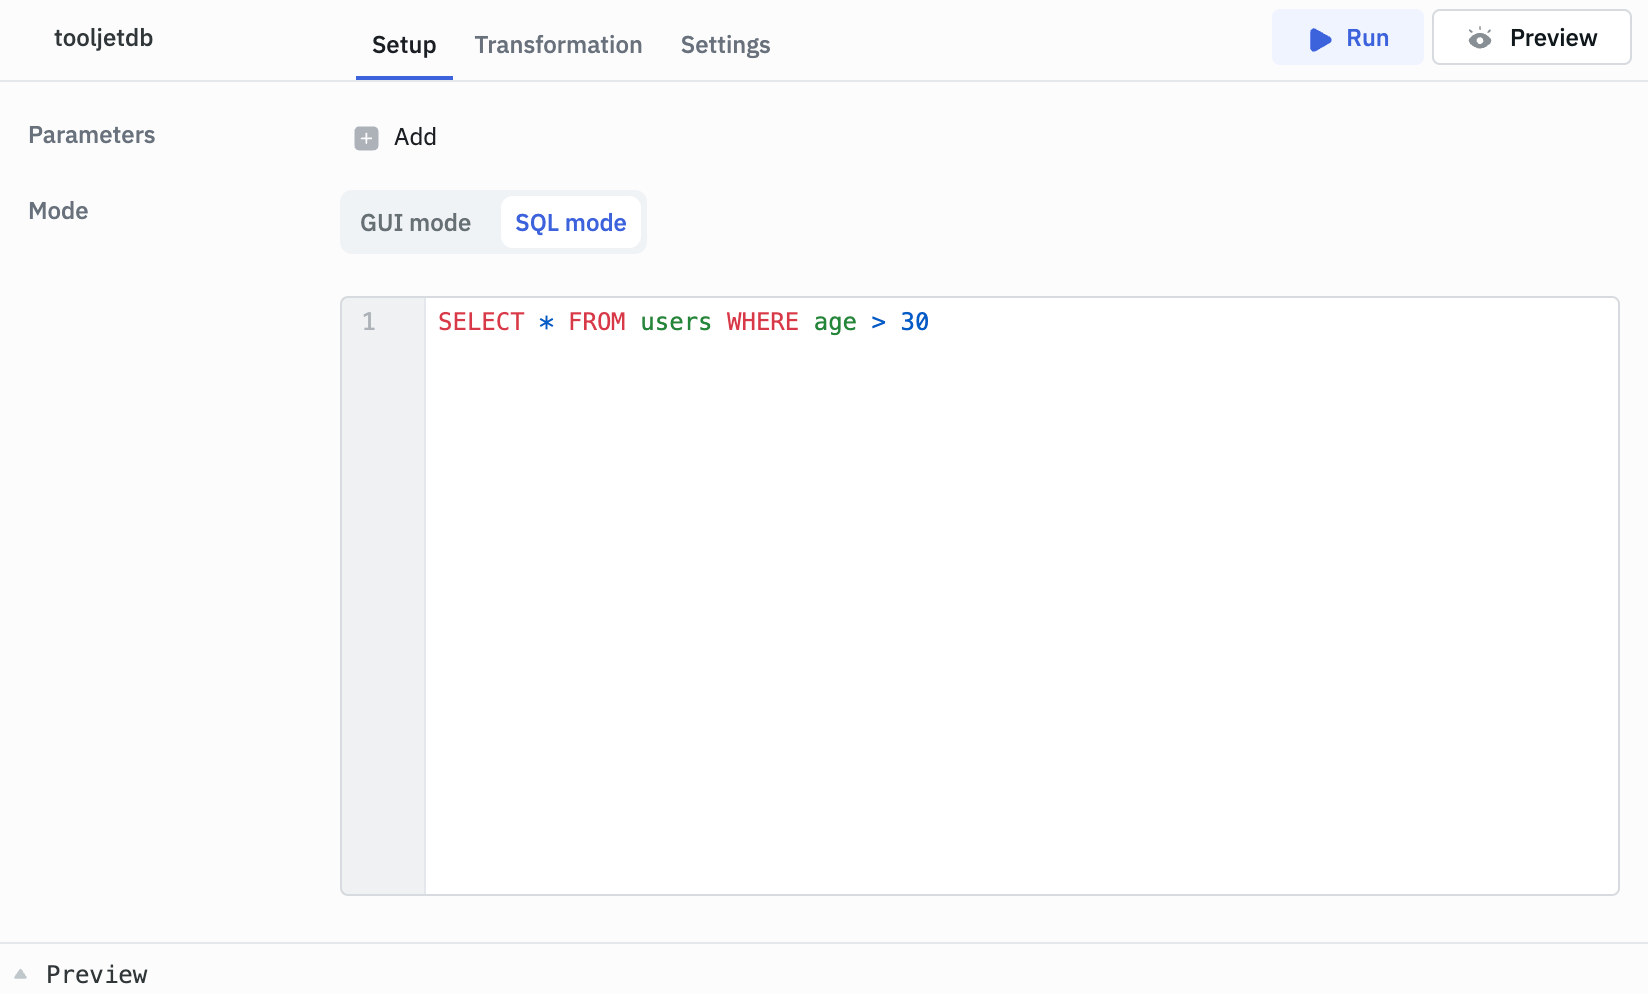 tooljetdb
Setup Transformation Settings
Run Preview
Parameters
Add
Mode
GUI mode SQL mode
1 SELECT * FROM users WHERE age > 30
Preview